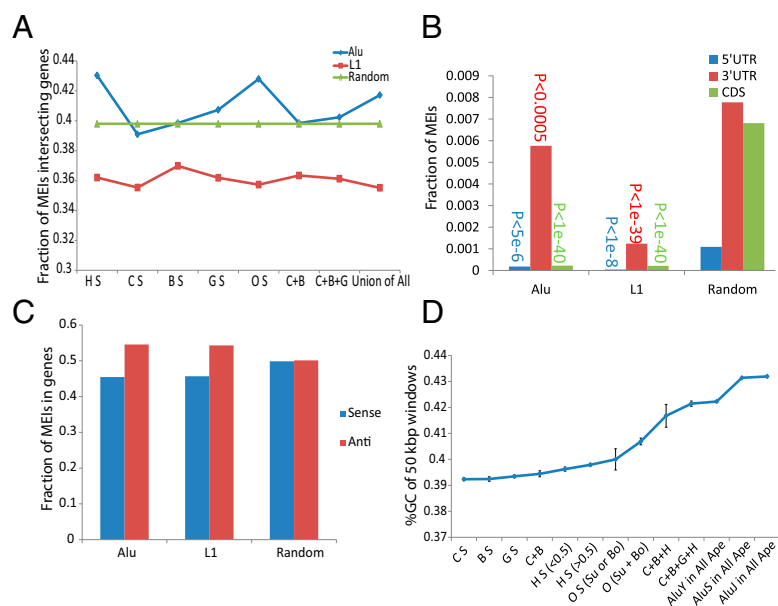 A
Fraction of MEIs intersecting genes
0.44
0.42
0.4
0.38
0.36
0.34
0.32
0.3
Alu
L1
Random
H S
C S
B S
G S
O S
C+B
C+B+G
Union of All
B
Fraction of MEIs
0.009
0.008
0.007
0.006
0.005
0.004
0.003
0.002
0.001
0
5'UTR
3'UTR
CDS
P<5e-6
P<0.0005
P<1e-40
P<1e-8
P<1e-39
P<1e-40
Alu
L1
Random
C
Fraction of MEIs in genes
0.6
0.5
0.4
0.3
0.2
0.1
0
Sense
Anti
Alu
L1
Random
D
%GC of 50 kbp windows
0.44
0.43
0.42
0.41
0.4
0.39
0.38
0.37
C S
B S
G S
C+B
H S (<0.5)
H S (>0.5)
O S (Su or Bo)
O (Su + Bo)
C+B+H
C+B+G+H
AluY in All Ape
AluS in All Ape
AluJ in All Ape